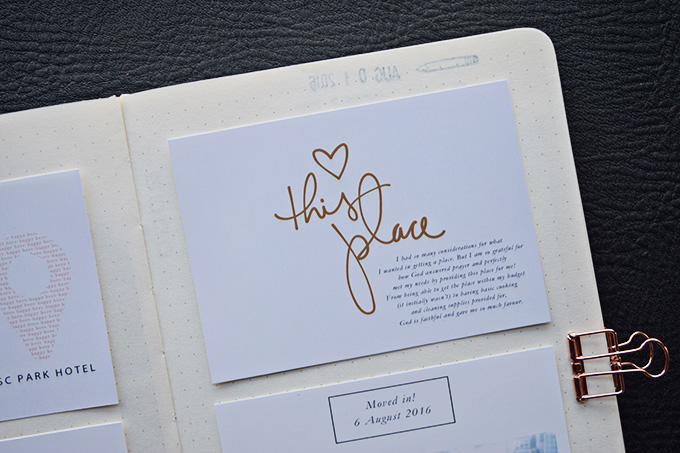 AUG. D. 1. 2016
this
place
I had so many considerations for what
I wanted in getting a place. But I am so grateful for
how God answered prayer and perfectly
met my needs by providing this place for me!
From being able to get the place within my budget
(it initially wasn't) to having basic cooking
and cleaning supplies provided for,
God is faithful and gave me so much favour.
happy here
SC PARK HOTEL
Moved in!
6 August 2016